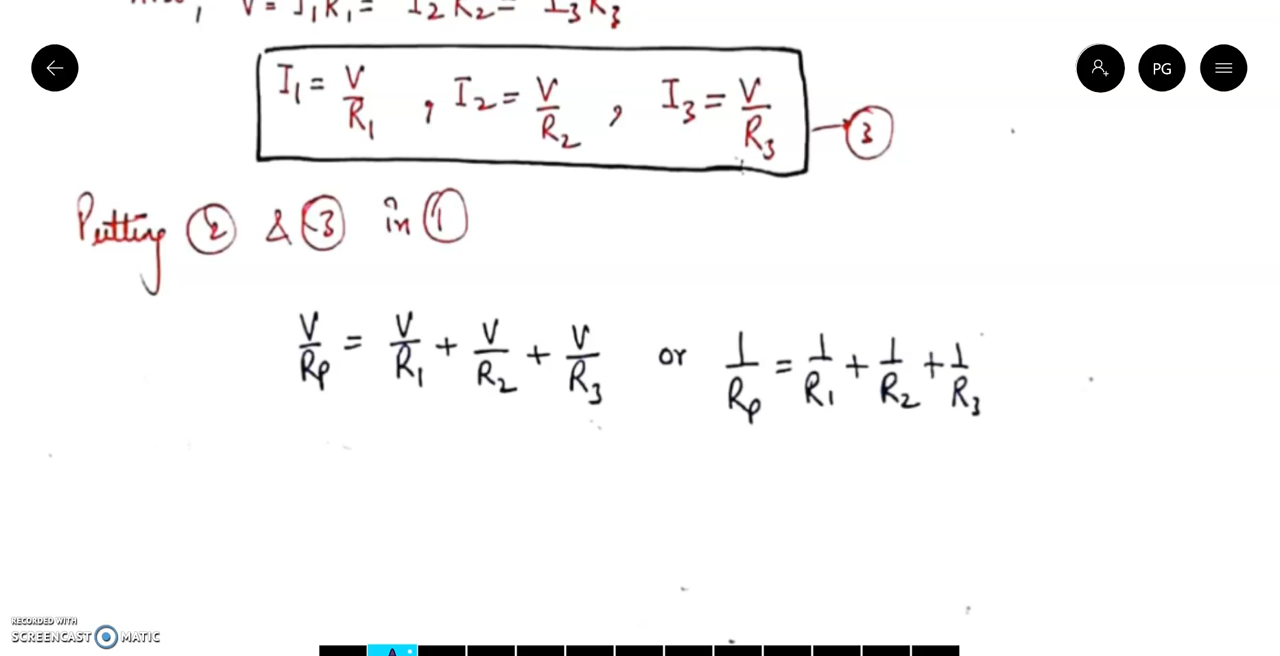 V = I₁R₁ = I₂R₂ = I₃R₃
PG
I₁ = V/R₁ , I₂ = V/R₂ , I₃ = V/R₃ → ③
Putting ② & ③ in ①
V/Rp = V/R₁ + V/R₂ + V/R₃ or 1/Rp = 1/R₁ + 1/R₂ + 1/R₃
RECORDED WITH
SCREENCAST MATIC